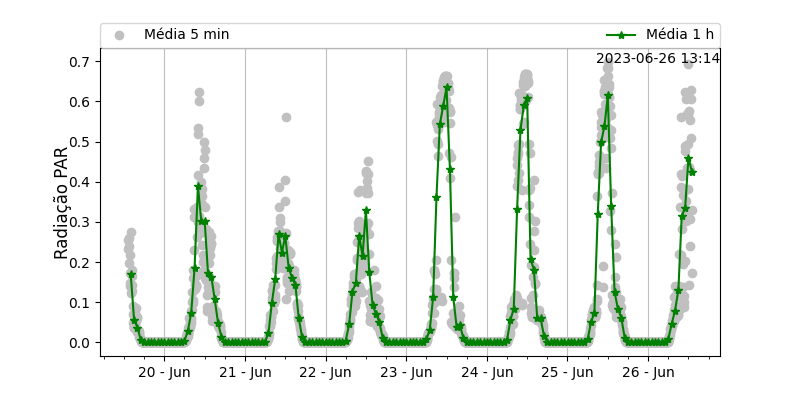 Média 5 min
Média 1 h
2023-06-26 13:14
Radiação PAR
0.7
0.6
0.5
0.4
0.3
0.2
0.1
0.0
20 - Jun
21 - Jun
22 - Jun
23 - Jun
24 - Jun
25 - Jun
26 - Jun